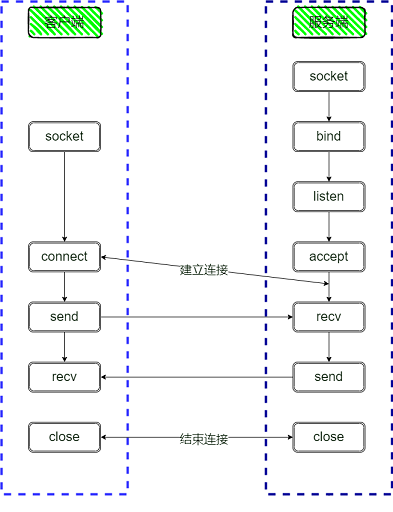 客户端
服务端
socket
socket
bind
listen
connect
建立连接
accept
send
recv
recv
send
close
结束连接
close